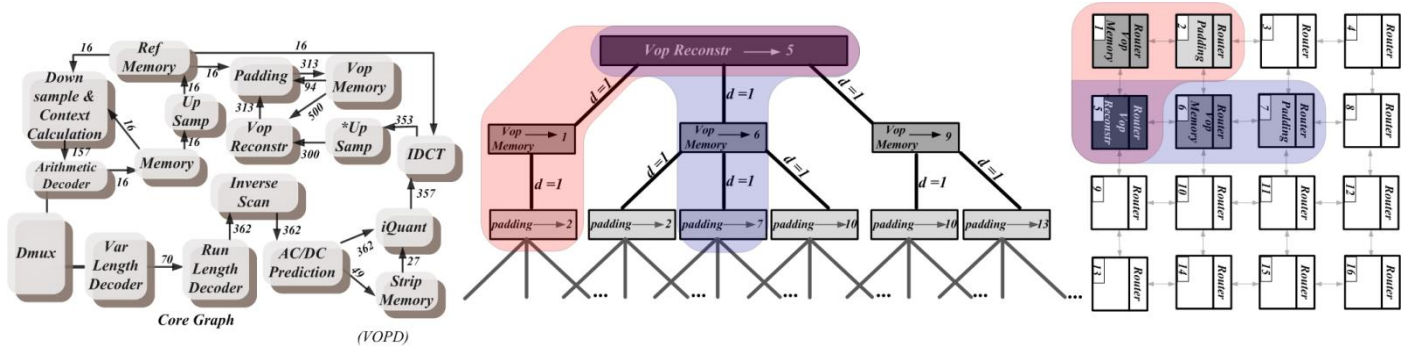 16
16
Ref
Memory
16
Padding
313
Vop
Memory
94
Down
sample &
Context
Calculation
16
Up
Samp
313
500
Vop
Reconstr
*Up
Samp
353
300
IDCT
16
16
157
Arithmetic
Decoder
16
Memory
Inverse
Scan
357
362
362
iQuant
Dmux
Var
Length
Decoder
70
Run
Length
Decoder
AC/DC
Prediction
362
49
27
Strip
Memory
Core Graph
(VOPD)
Vop Reconstr 5
d=1
d=1
d=1
Vop
Memory 1
Vop
Memory 6
Vop
Memory 9
d=1
d=1
d=1
d=1
d=1
d=1
padding 2
padding 2
padding 7
padding 10
padding 10
padding 13
...
...
...
...
...
...
Router
Vop
Memory
1
Router
Padding
2
Router
3
Router
4
Router
Vop
Reconstr
5
Router
Vop
Memory
6
Router
Padding
7
Router
8
Router
9
Router
10
Router
11
Router
12
Router
13
Router
14
Router
15
Router
16